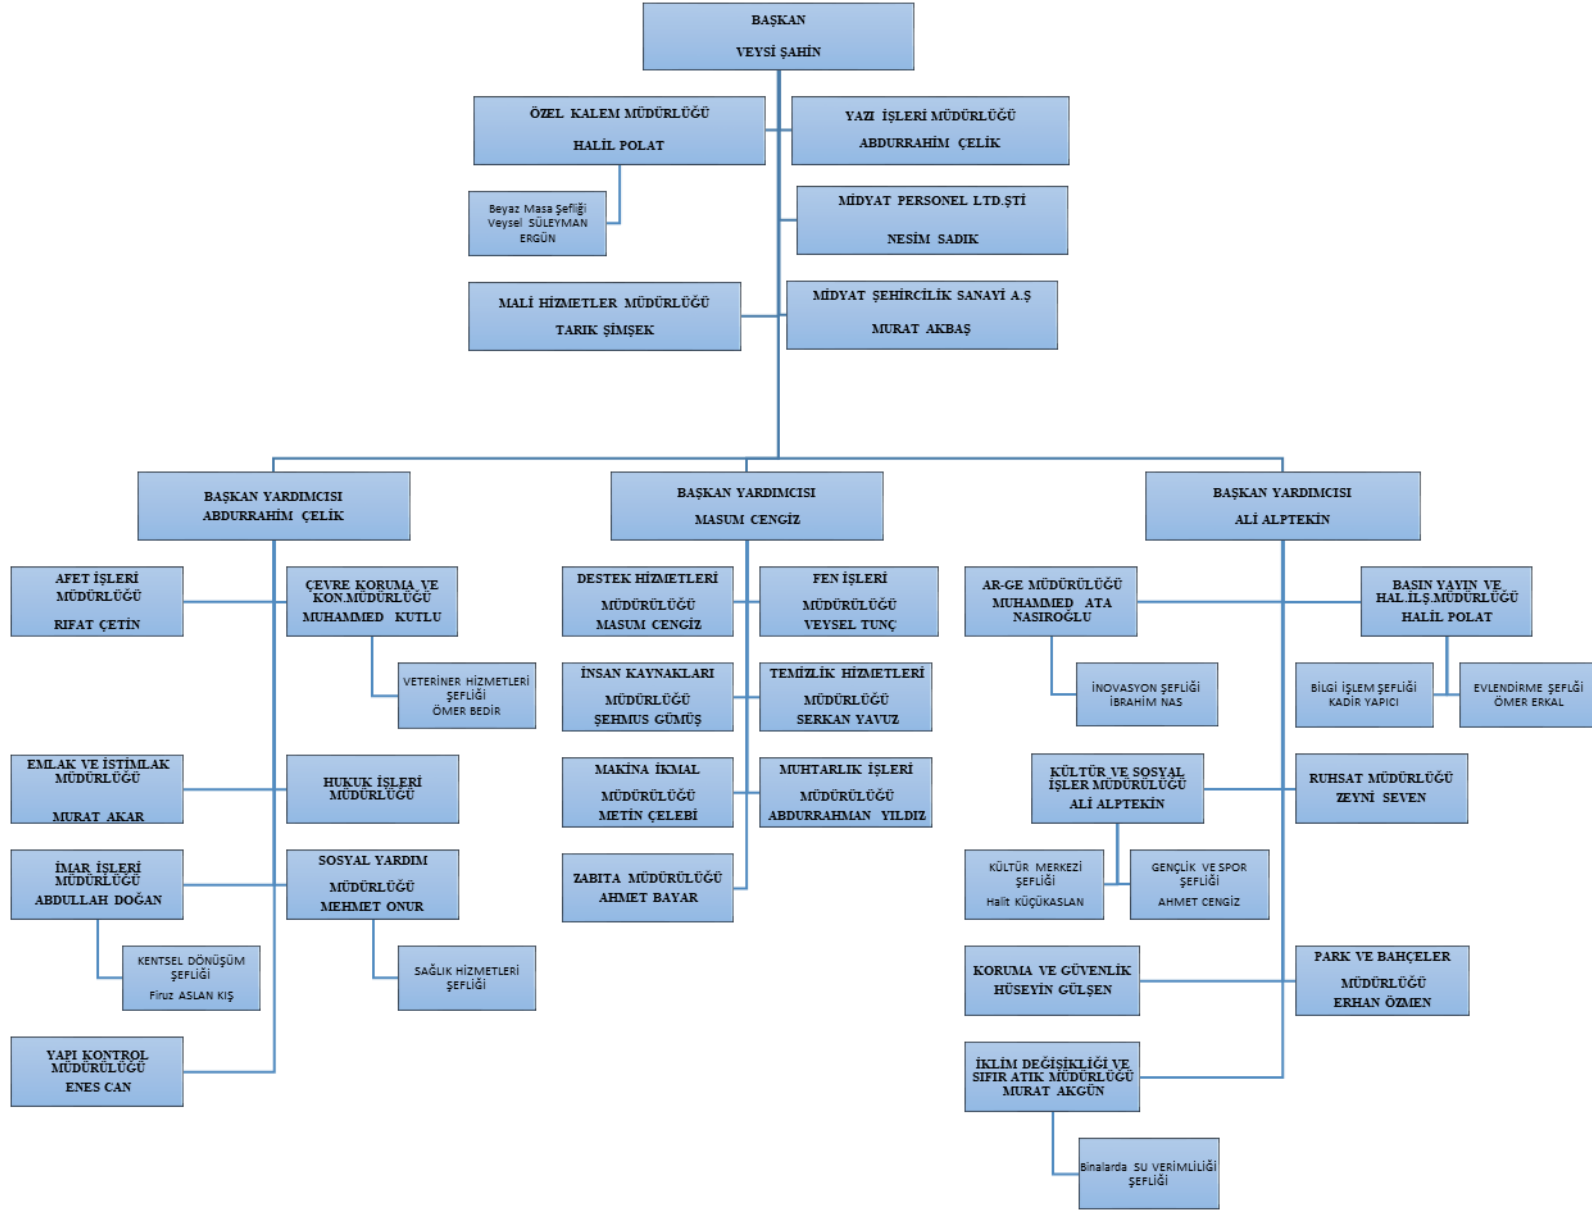 BAŞKAN
VEYSİ ŞAHİN
ÖZEL KALEM MÜDÜRLÜĞÜ
HALİL POLAT
YAZI İŞLERİ MÜDÜRLÜĞÜ
ABDURRAHİM ÇELİK
Beyaz Masa Şefliği
Veysel SÜLEYMAN
ERGÜN
MİDYAT PERSONEL LTD.ŞTİ
NESİM SADIK
MALİ HİZMETLER MÜDÜRLÜĞÜ
TARIK ŞİMŞEK
MİDYAT ŞEHİRCİLİK SANAYİ A.Ş
MURAT AKBAŞ
BAŞKAN YARDIMCISI
ABDURRAHİM ÇELİK
BAŞKAN YARDIMCISI
MASUM CENGİZ
BAŞKAN YARDIMCISI
ALİ ALPTEKİN
AFET İŞLERİ
MÜDÜRLÜĞÜ
RIFAT ÇETİN
ÇEVRE KORUMA VE
KON.MÜDÜRLÜĞÜ
MUHAMMED KUTLU
VETERİNER HİZMETLERİ
ŞEFLİĞİ
ÖMER BEDİR
EMLAK VE İSTİMLAK
MÜDÜRLÜĞÜ
MURAT AKAR
HUKUK İŞLERİ
MÜDÜRLÜĞÜ
İMAR İŞLERİ
MÜDÜRLÜĞÜ
ABDULLAH DOĞAN
SOSYAL YARDIM
MÜDÜRLÜĞÜ
MEHMET ONUR
KENTSEL DÖNÜŞÜM
ŞEFLİĞİ
Firuz ASLAN KIŞ
SAĞLIK HİZMETLERİ
ŞEFLİĞİ
YAPI KONTROL
MÜDÜRÜLÜĞÜ
ENES CAN
DESTEK HİZMETLERİ
MÜDÜRÜLÜĞÜ
MASUM CENGİZ
FEN İŞLERİ
MÜDÜRÜLÜĞÜ
VEYSEL TUNÇ
İNSAN KAYNAKLARI
MÜDÜRLÜĞÜ
ŞEHMUS GÜMÜŞ
TEMİZLİK HİZMETLERİ
MÜDÜRLÜĞÜ
SERKAN YAVUZ
MAKİNA İKMAL
MÜDÜRÜLÜĞÜ
METİN ÇELEBİ
MUHTARLIK İŞLERİ
MÜDÜRÜLÜĞÜ
ABDURRAHMAN YILDIZ
ZABITA MÜDÜRÜLÜĞÜ
AHMET BAYAR
AR-GE MÜDÜRÜLÜĞÜ
MUHAMMED ATA
NASIROĞLU
BASIN YAYIN VE
HAL.İLŞ.MÜDÜRLÜĞÜ
HALİL POLAT
İNOVASYON ŞEFLİĞİ
İBRAHİM NAS
BİLGİ İŞLEM ŞEFLİĞİ
KADİR YAPICI
EVLENDİRME ŞEFLĞİ
ÖMER ERKAL
KÜLTÜR VE SOSYAL
İŞLER MÜDÜRÜLÜĞÜ
ALİ ALPTEKİN
RUHSAT MÜDÜRLÜĞÜ
ZEYNİ SEVEN
KÜLTÜR MERKEZİ
ŞEFLİĞİ
Halit KÜÇÜKASLAN
GENÇLİK VE SPOR
ŞEFLİĞİ
AHMET CENGİZ
KORUMA VE GÜVENLİK
HÜSEYİN GÜLŞEN
PARK VE BAHÇELER
MÜDÜRLÜĞÜ
ERHAN ÖZMEN
İKLİM DEĞİŞİKLİĞİ VE
SIFIR ATIK MÜDÜRLÜĞÜ
MURAT AKGÜN
Binalarda SU VERİMLİLİĞİ
ŞEFLİĞİ